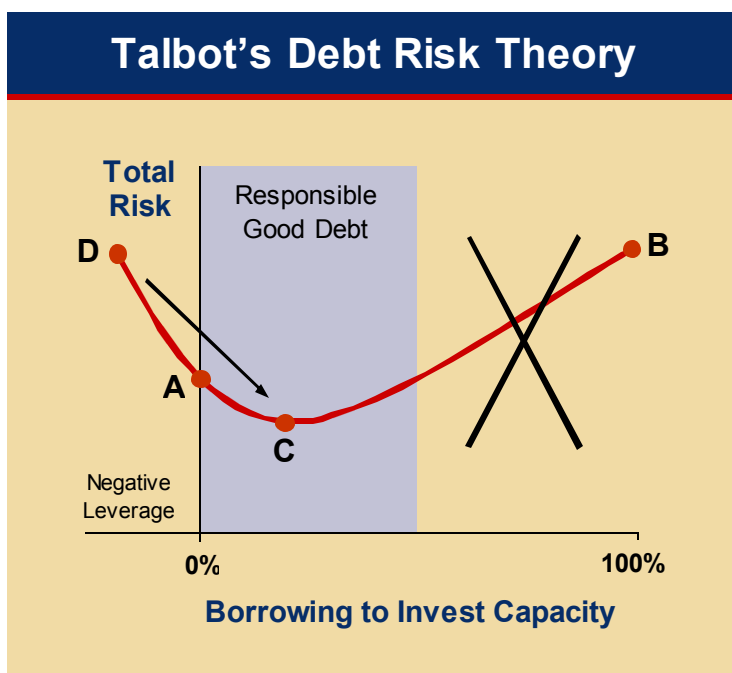 Talbot’s Debt Risk Theory
Total
Risk
Responsible
Good Debt
D
B
A
C
Negative
Leverage
0%
100%
Borrowing to Invest Capacity